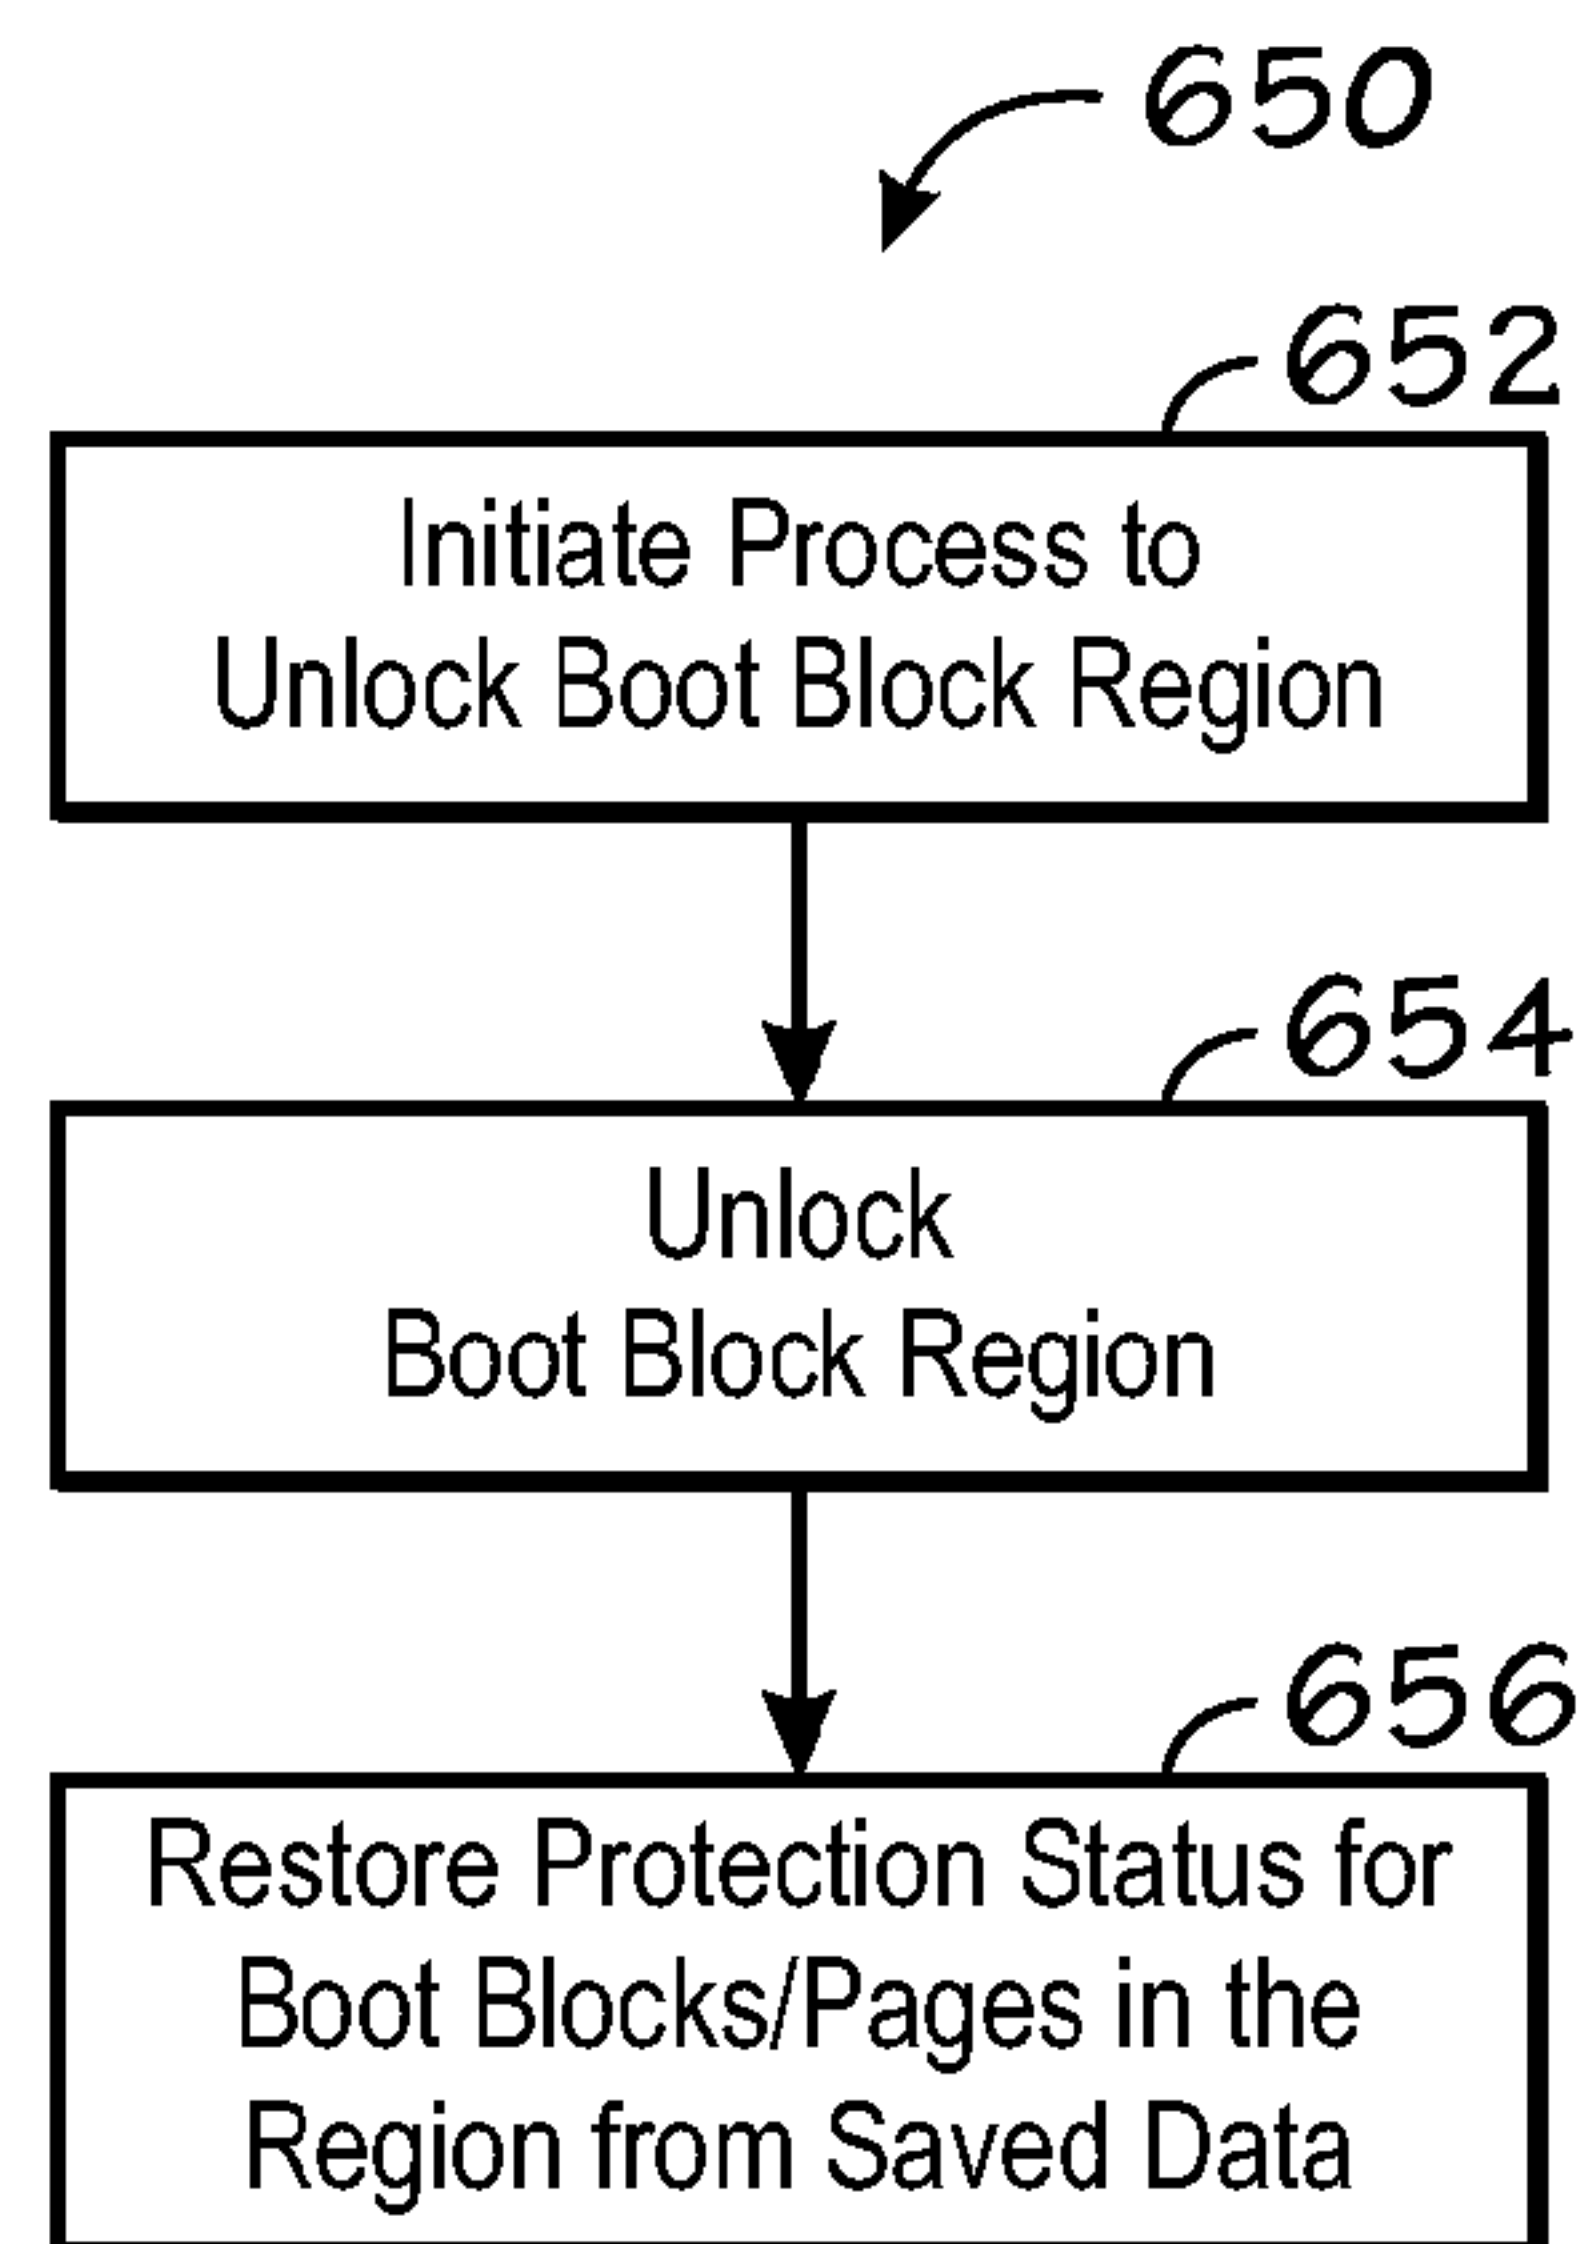 650
652
Initiate Process to
Unlock Boot Block Region
654
Unlock
Boot Block Region
656
Restore Protection Status for
Boot Blocks/Pages in the
Region from Saved Data